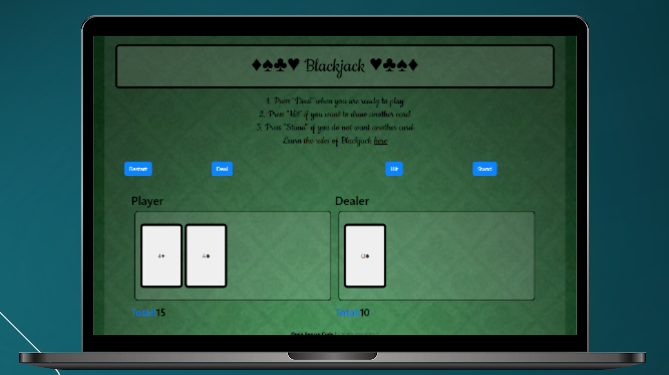 ♦♠♣♥ Blackjack ♥♣♠♦
1. Press "Deal" when you are ready to play
2. Press "Hit" if you want to draw another card
3. Press "Stand" if you do not want another card
Learn the rules of Blackjack here
Restart Deal Hit Stand
Player Dealer
Total:15 Total:10